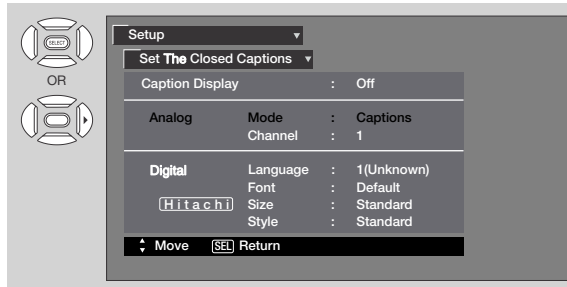 SELECT
OR
Setup
Set The Closed Captions
Caption Display : Off
Analog Mode : Captions
Channel : 1
Digital Language : 1(Unknown)
Font : Default
Hitachi Size : Standard
Style : Standard
Move SEL Return